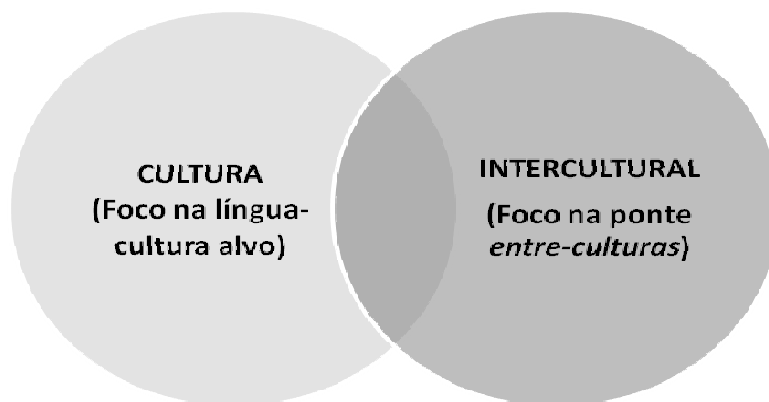 CULTURA
(Foco na língua-
cultura alvo)
INTERCULTURAL
(Foco na ponte
entre-culturas)